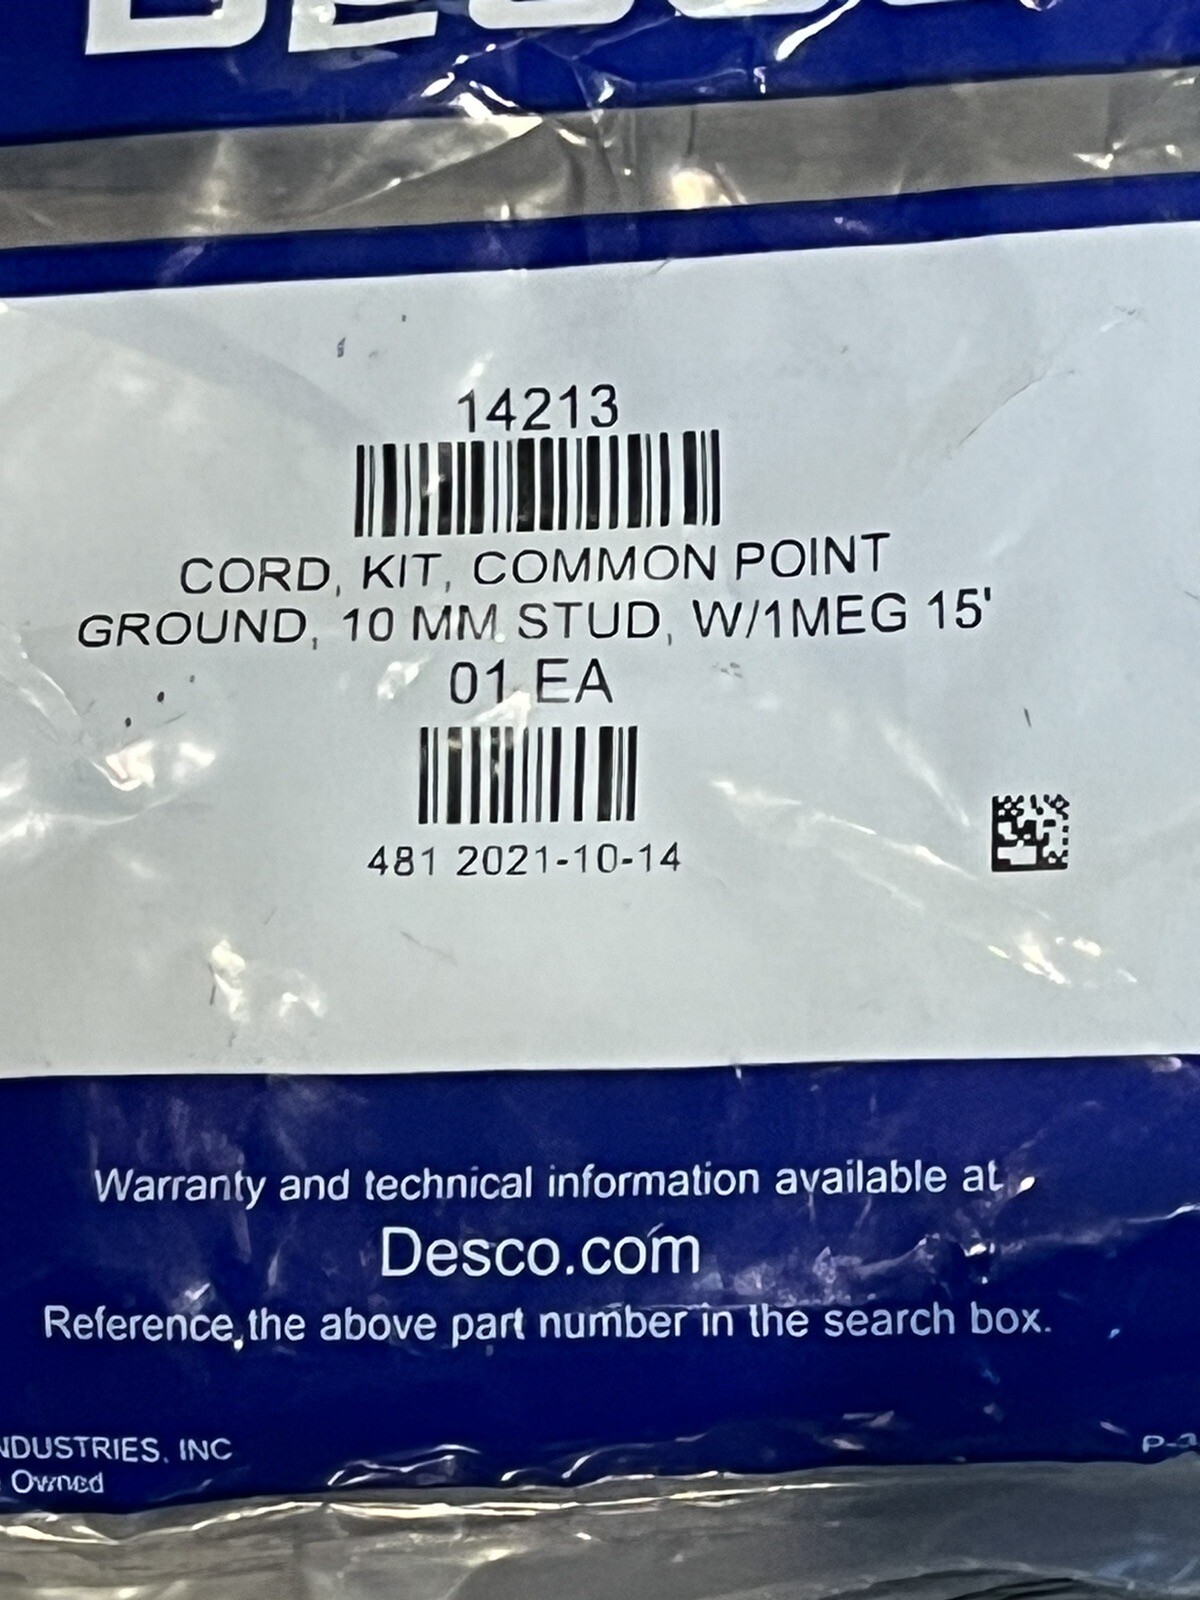 14213
CORD, KIT, COMMON POINT
GROUND, 10 MM STUD, W/1MEG 15'
01 EA
481 2021-10-14
Warranty and technical information available at
Desco.com
Reference the above part number in the search box.
NDUSTRIES, INC
Owned